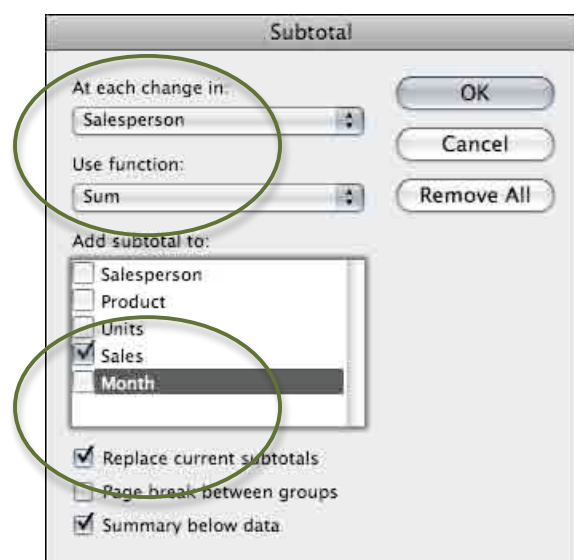 Subtotal
At each change in:
Salesperson
Use function:
Sum
OK
Cancel
Remove All
Add subtotal to:
Salesperson
Product
Units
Sales
Month
Replace current subtotals
Page break between groups
Summary below data